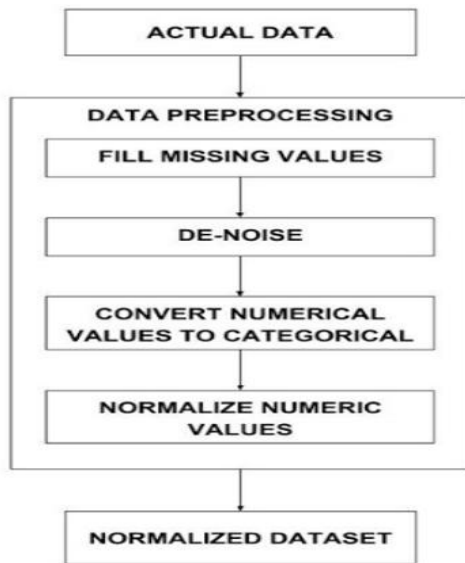 ACTUAL DATA
DATA PREPROCESSING
FILL MISSING VALUES
DE-NOISE
CONVERT NUMERICAL
VALUES TO CATEGORICAL
NORMALIZE NUMERIC
VALUES
NORMALIZED DATASET